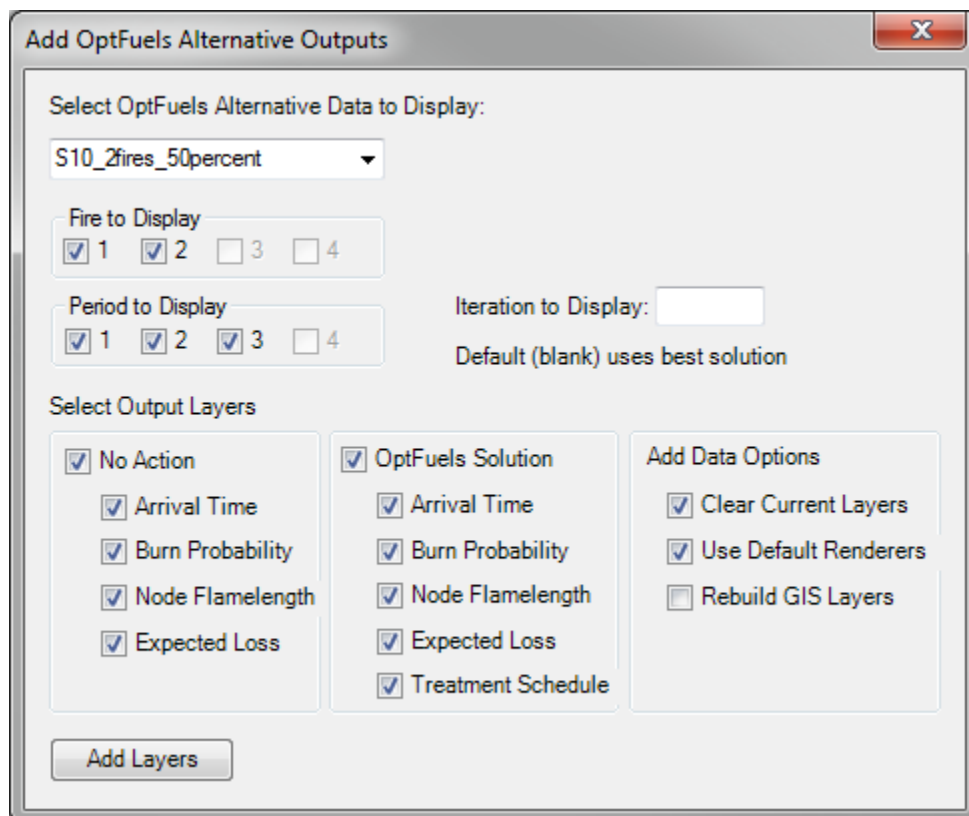 Add OptFuels Alternative Outputs
Select OptFuels Alternative Data to Display:
S10_2fires_50percent
Fire to Display
1 2 3 4
Period to Display
1 2 3 4
Iteration to Display:
Default (blank) uses best solution
Select Output Layers
No Action
Arrival Time
Burn Probability
Node Flamelength
Expected Loss
OptFuels Solution
Arrival Time
Burn Probability
Node Flamelength
Expected Loss
Treatment Schedule
Add Data Options
Clear Current Layers
Use Default Renderers
Rebuild GIS Layers
Add Layers